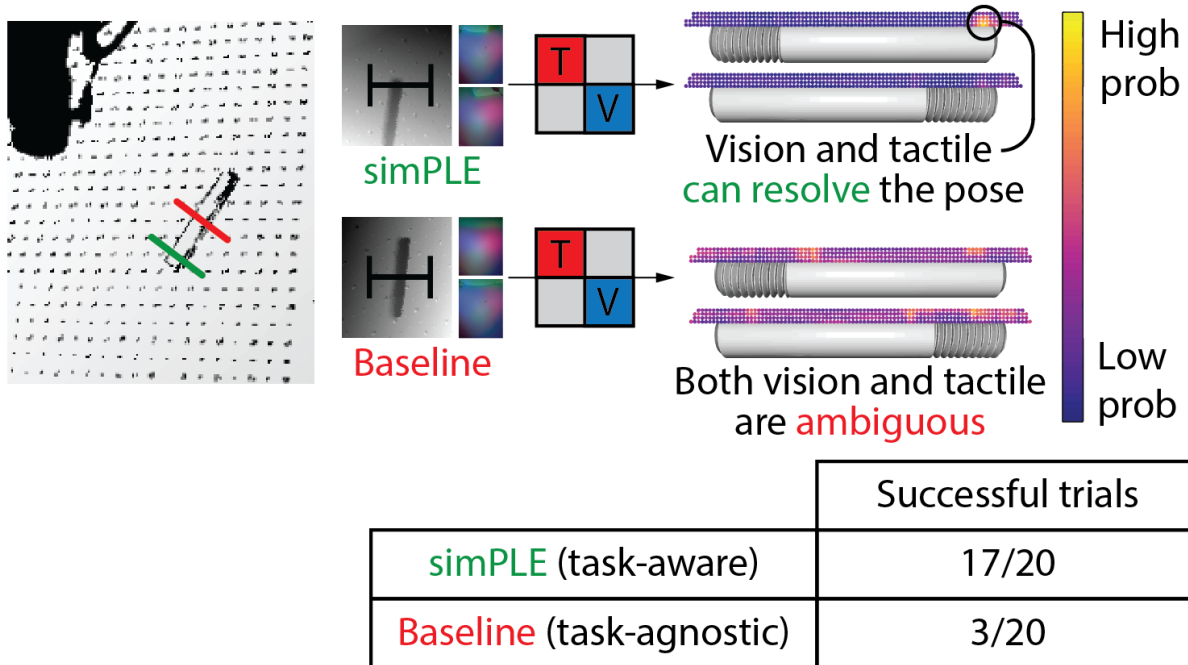 High
prob
T
V
simPLE
Vision and tactile
can resolve the pose
T
V
Baseline
Low
prob
Both vision and tactile
are ambiguous
Successful trials
simPLE (task-aware)
17/20
Baseline (task-agnostic)
3/20